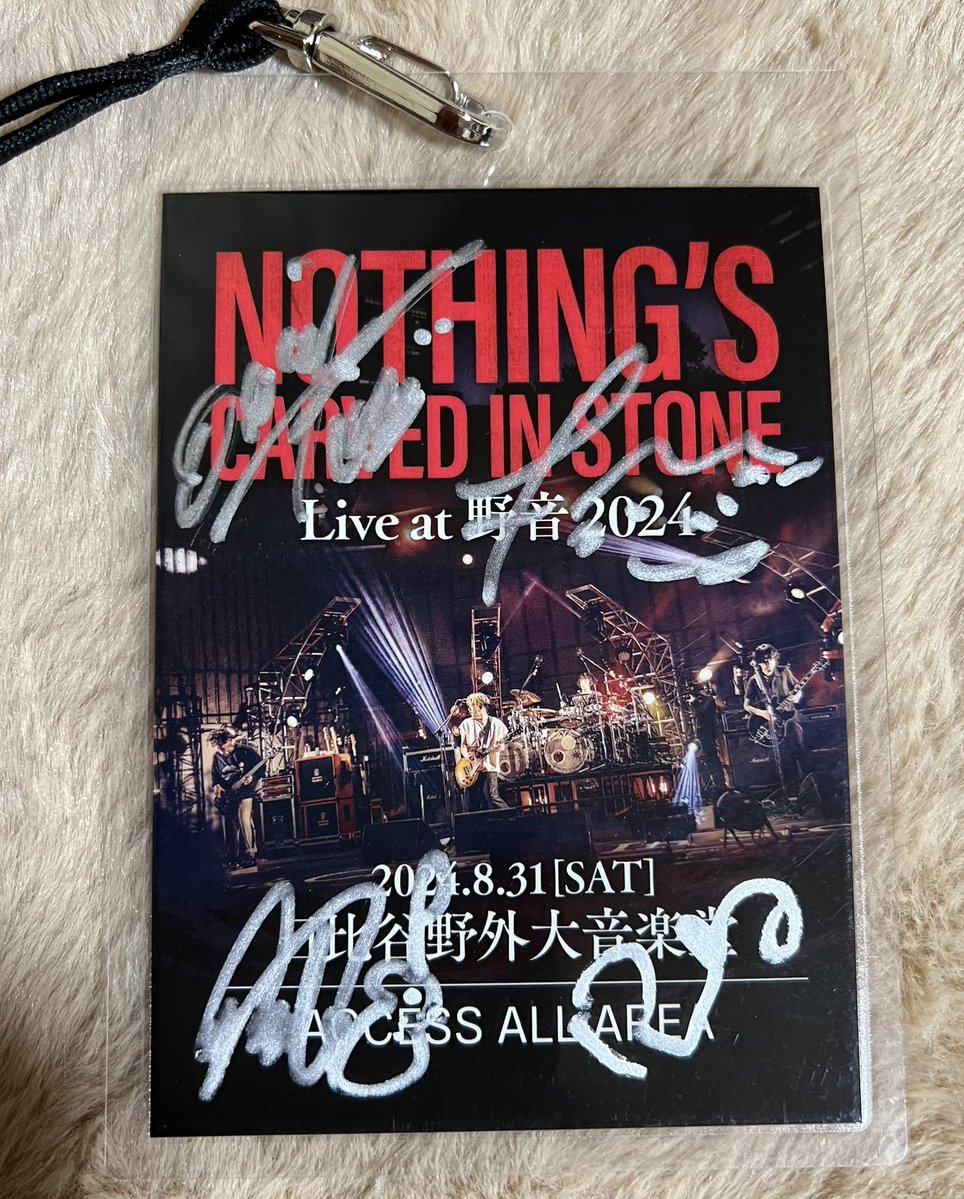 NOTHING'S
CARVED IN STONE
Live at 野音 2024
2024.8.31[SAT]
日比谷野外大音楽堂
ACCESS ALL AREA